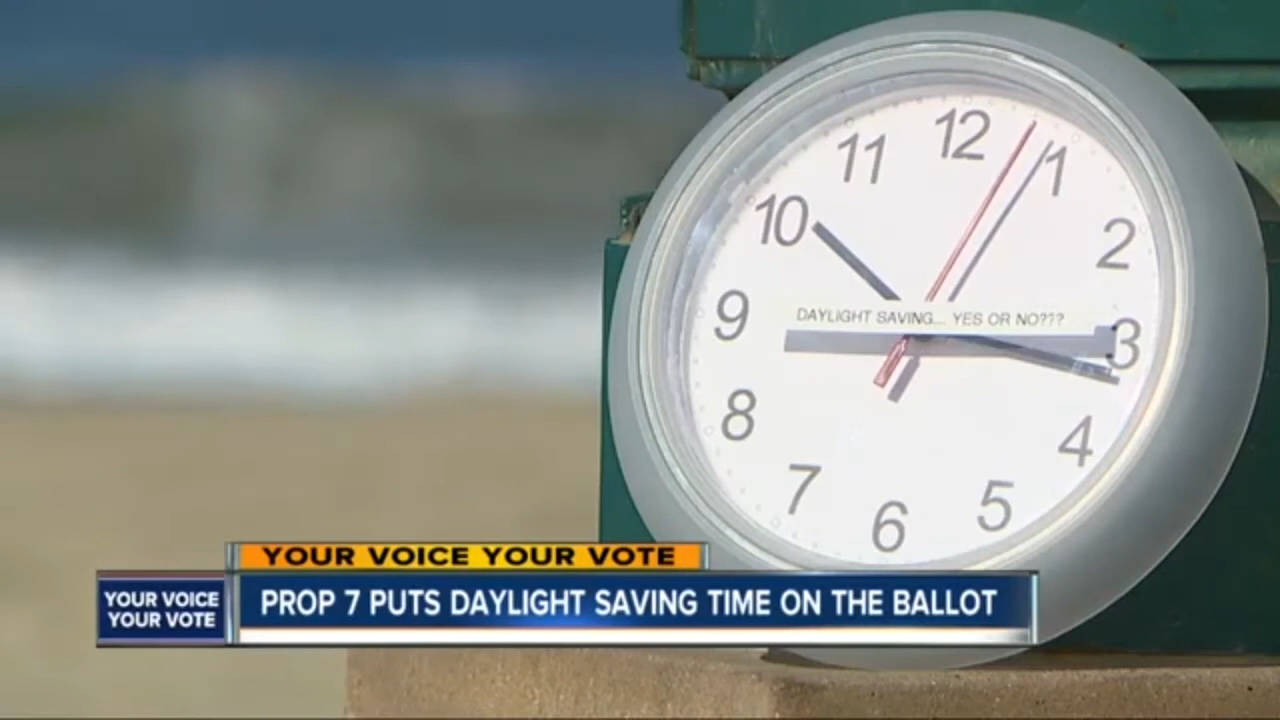 12
1
2
3
4
5
6
7
8
9
10
11
DAYLIGHT SAVING... YES OR NO???
YOUR VOICE YOUR VOTE
YOUR VOICE
YOUR VOTE
PROP 7 PUTS DAYLIGHT SAVING TIME ON THE BALLOT